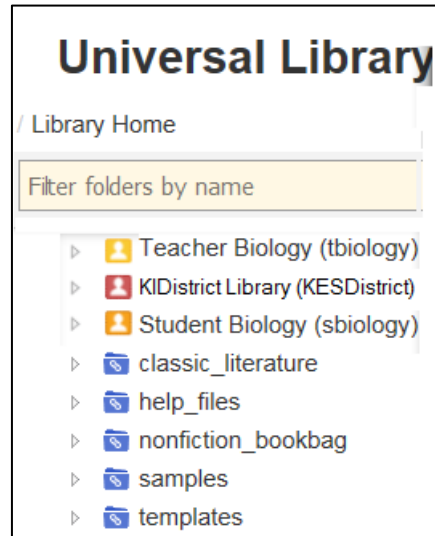 Universal Library
/ Library Home
Filter folders by name
Teacher Biology (tbiology)
KIDistrict Library (KESDistrict)
Student Biology (sbiology)
classic_literature
help_files
nonfiction_bookbag
samples
templates